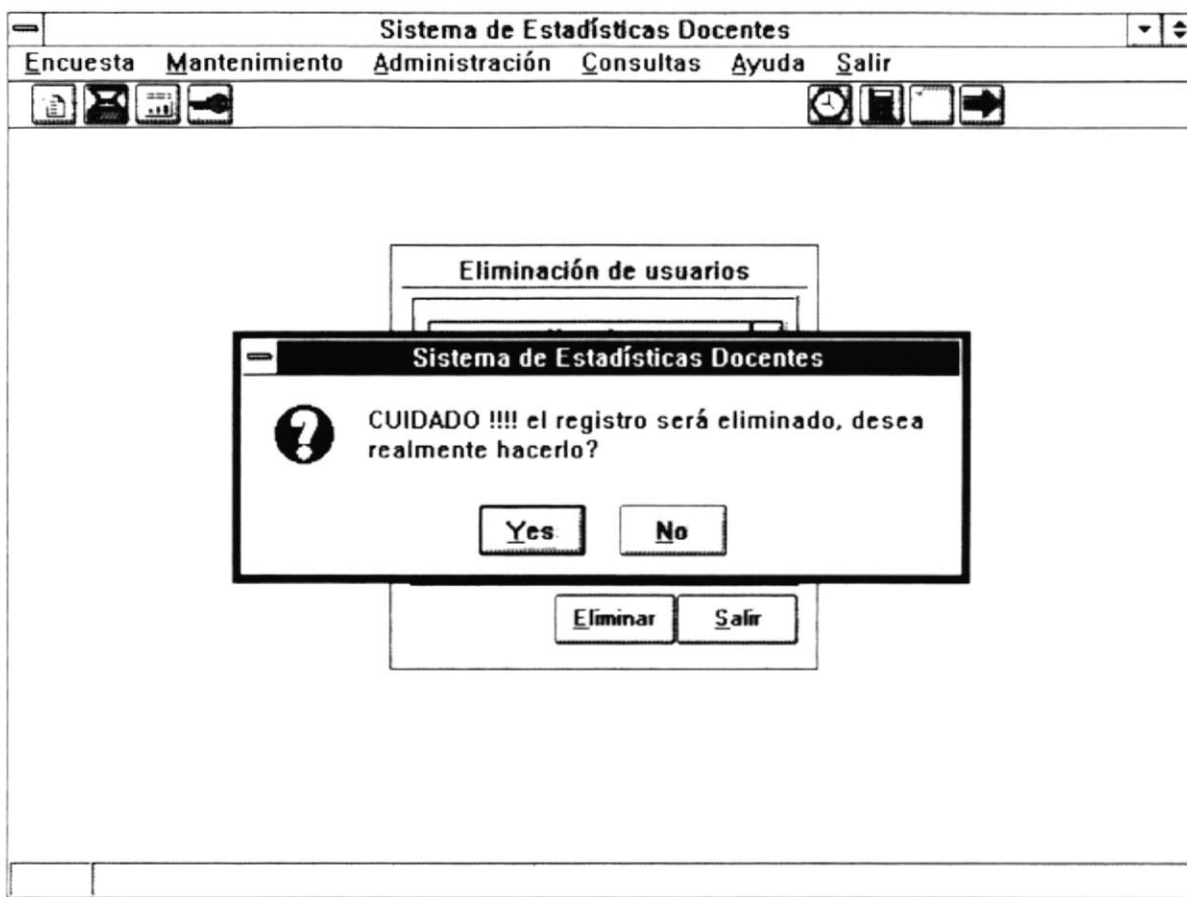 Sistema de Estadísticas Docentes
Encuesta Mantenimiento Administración Consultas Ayuda Salir
Eliminación de usuarios
Sistema de Estadísticas Docentes
CUIDADO !!!! el registro será eliminado, desea
realmente hacerlo?
Yes No
Eliminar Salir